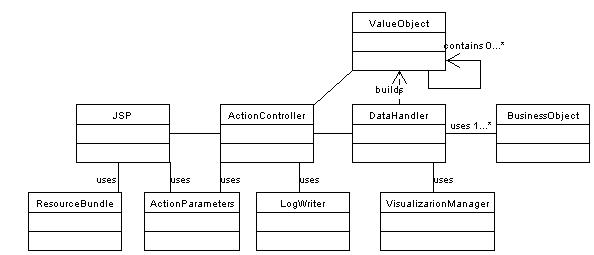 ValueObject
contains 0...*
builds
JSP
ActionController
DataHandler
uses 1...*
BusinessObject
uses
uses
uses
uses
uses
ResourceBundle
ActionParameters
LogWriter
VisualizarionManager